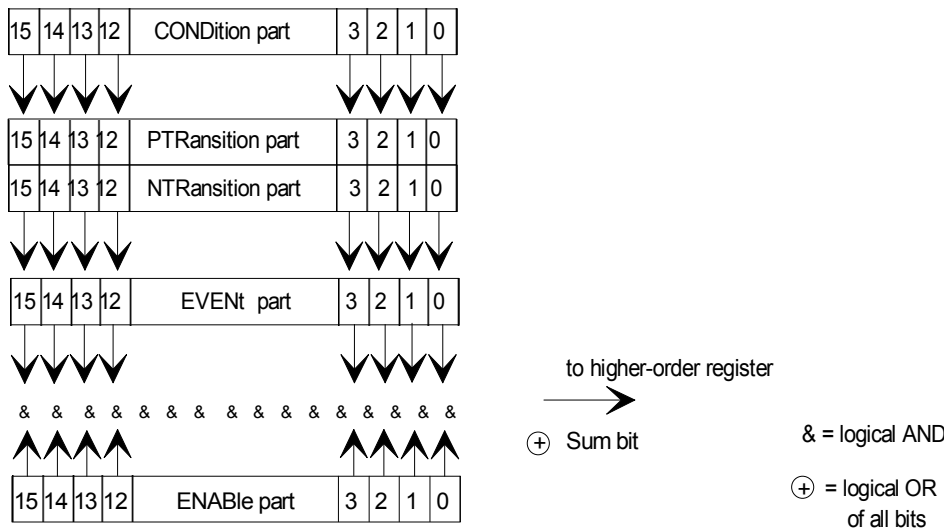 15 14 13 12 CONDition part 3 2 1 0
15 14 13 12 PTRansition part 3 2 1 0
15 14 13 12 NTRansition part 3 2 1 0
15 14 13 12 EVENt part 3 2 1 0
to higher-order register
& & & & & & & & & & & & & & & &
⊕ Sum bit
& = logical AND
15 14 13 12 ENABle part 3 2 1 0
⊕ = logical OR
of all bits